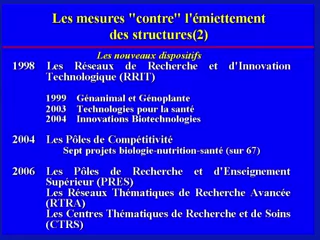 Les mesures "contre" l'émiettement
des structures(2)
Les nouveaux dispositifs
1998 Les Réseaux de Recherche et d'Innovation
Technologique (RRIT)
1999 Génanimal et Génoplante
2003 Technologies pour la santé
2004 Innovations Biotechnologies
2004 Les Pôles de Compétitivité
Sept projets biologie-nutrition-santé (sur 67)
2006 Les Pôles de Recherche et d'Enseignement
Supérieur (PRES)
Les Réseaux Thématiques de Recherche Avancée
(RTRA)
Les Centres Thématiques de Recherche et de Soins
(CTRS)